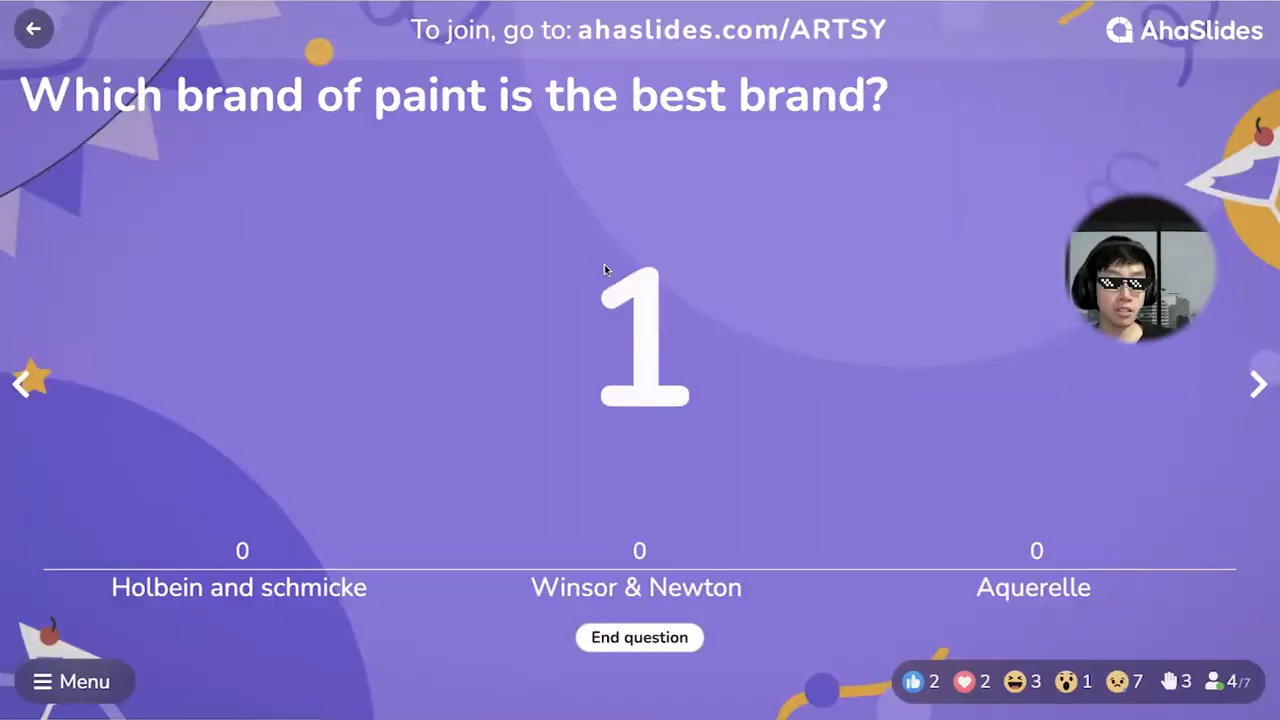 To join, go to: ahaslides.com/ARTSY
AhaSlides
Which brand of paint is the best brand?
1
0 0 0
Holbein and schmicke Winsor & Newton Aquerelle
End question
Menu
2 2 3 1 7 3 4/7